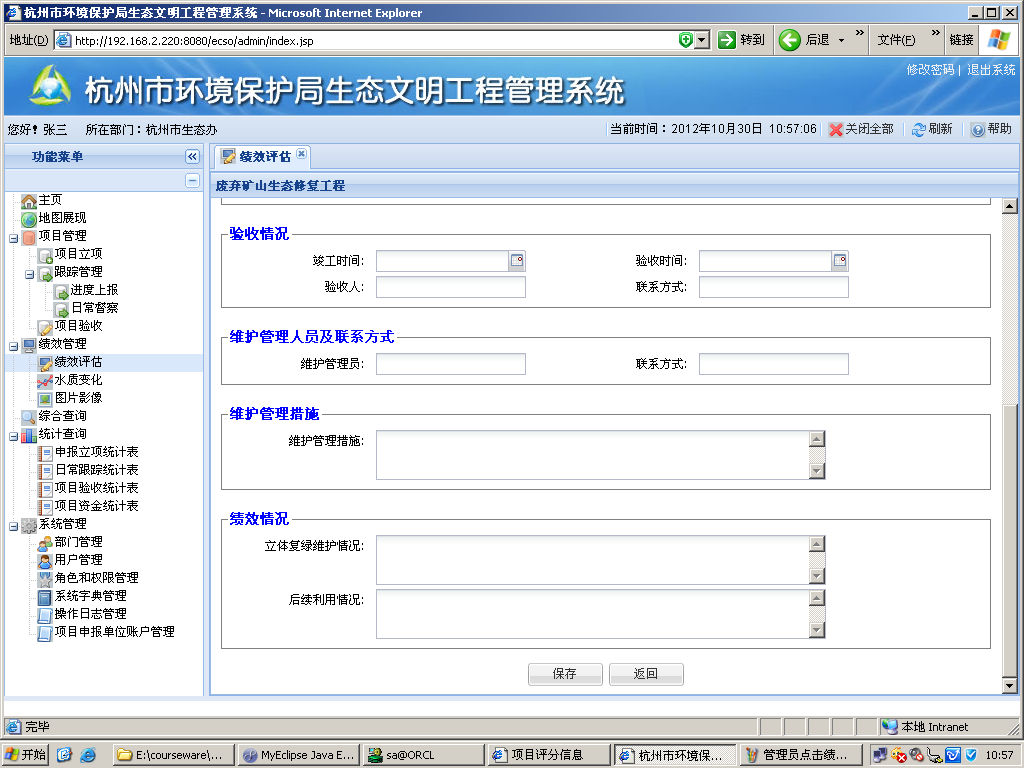 杭州市环境保护局生态文明工程管理系统 - Microsoft Internet Explorer
地址(D) http://192.168.2.220:8080/ecso/admin/index.jsp 转到 后退 » 文件(F) » 链接
杭州市环境保护局生态文明工程管理系统
修改密码 | 退出系统
您好！张三 所在部门：杭州市生态办 当前时间：2012年10月30日 10:57:06 关闭全部 刷新 帮助
功能菜单
主页
地图展现
项目管理
项目立项
跟踪管理
进度上报
日常督察
项目验收
绩效管理
绩效评估
水质变化
图片影像
综合查询
统计查询
申报立项统计表
日常跟踪统计表
项目验收统计表
项目资金统计表
系统管理
部门管理
用户管理
角色和权限管理
系统字典管理
操作日志管理
项目申报单位账户管理
绩效评估
废弃矿山生态修复工程
验收情况
竣工时间: 验收时间:
验收人: 联系方式:
维护管理人员及联系方式
维护管理员: 联系方式:
维护管理措施
维护管理措施:
绩效情况
立体复绿维护情况:
后续利用情况:
保存 返回
完毕 本地 Intranet
开始 E:\courseware\... MyEclipse Java E... sa@ORCL 项目评分信息 杭州市环境保... 管理员点击绩... 10:57